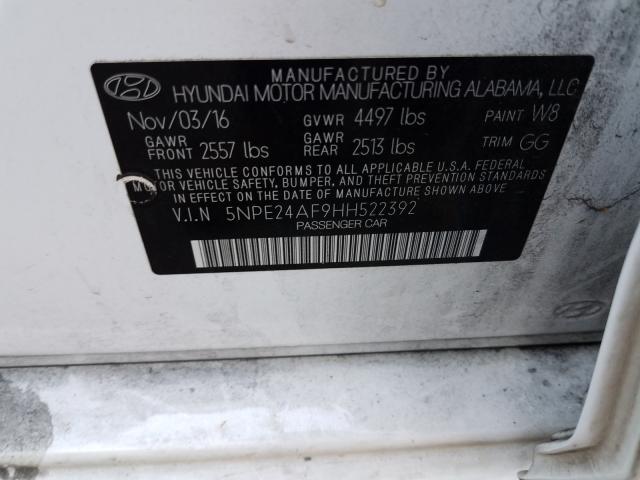 MANUFACTURED BY
HYUNDAI MOTOR MANUFACTURING ALABAMA, LLC
Nov/03/16 GVWR 4497 lbs PAINT W8
GAWR FRONT 2557 lbs GAWR REAR 2513 lbs TRIM GG
THIS VEHICLE CONFORMS TO ALL APPLICABLE U.S.A. FEDERAL
MOTOR VEHICLE SAFETY, BUMPER, AND THEFT PREVENTION STANDARDS
IN EFFECT ON THE DATE OF MANUFACTURE SHOWN ABOVE.
V.I.N 5NPE24AF9HH522392
PASSENGER CAR